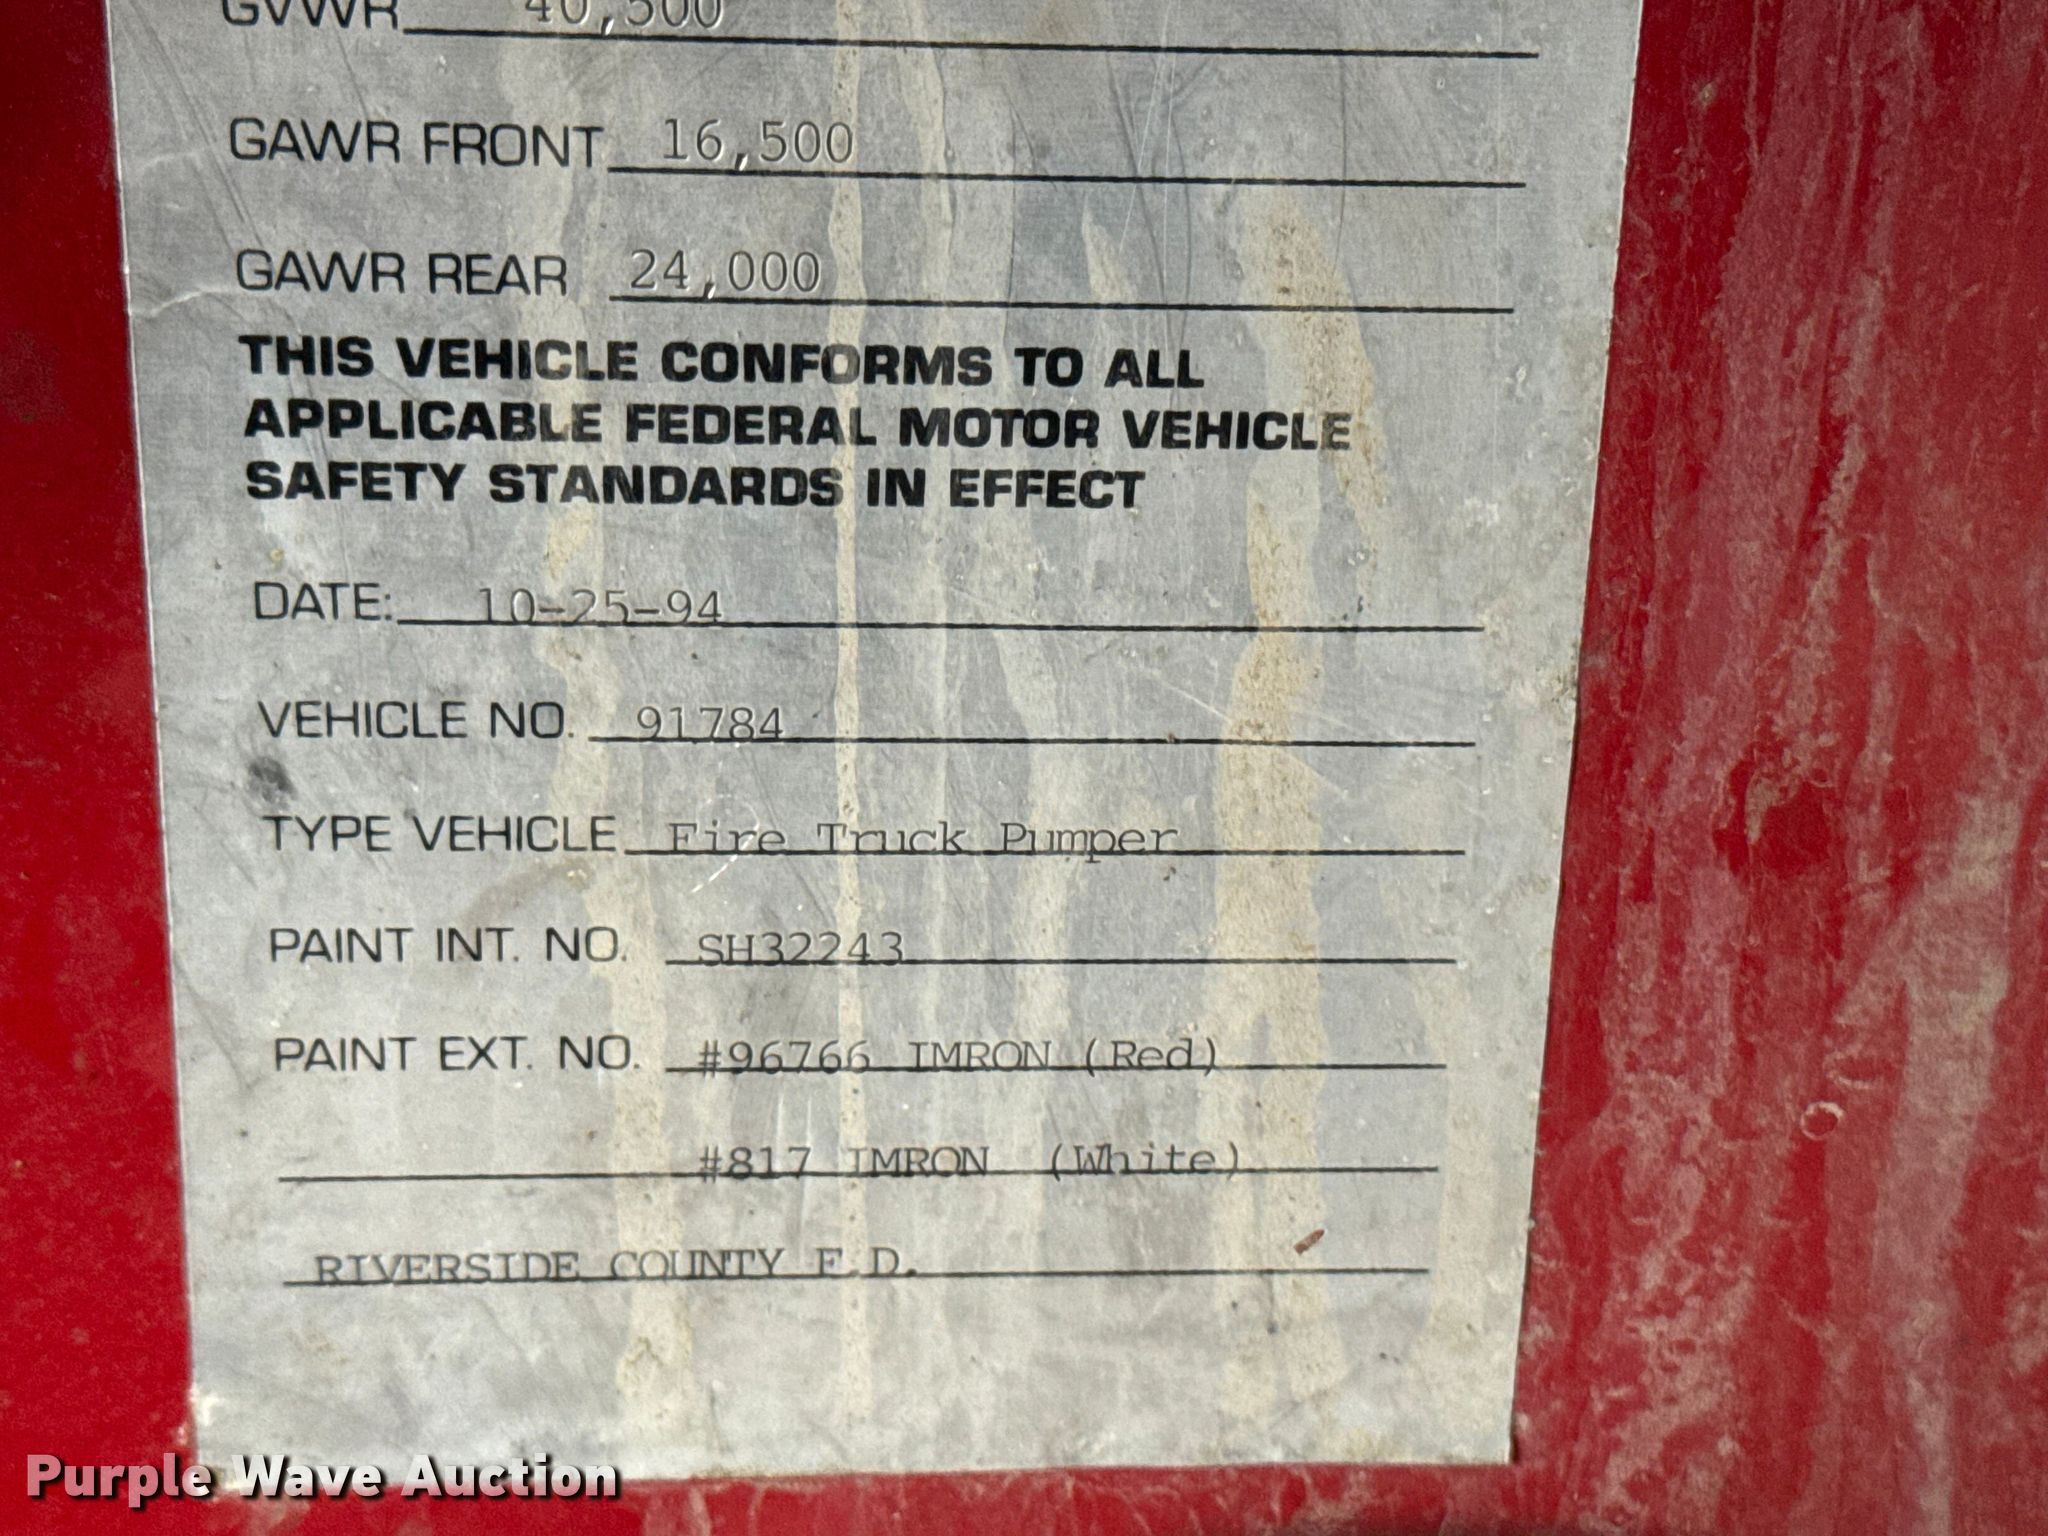 GVWR 40,500
GAWR FRONT 16,500
GAWR REAR 24,000
THIS VEHICLE CONFORMS TO ALL
APPLICABLE FEDERAL MOTOR VEHICLE
SAFETY STANDARDS IN EFFECT
DATE: 10-25-94
VEHICLE NO. 91784
TYPE VEHICLE Fire Truck Pumper
PAINT INT. NO. SH32243
PAINT EXT. NO. #96766 IMRON (Red)
#817 IMRON (White)
RIVERSIDE COUNTY F.D.
Purple Wave Auction